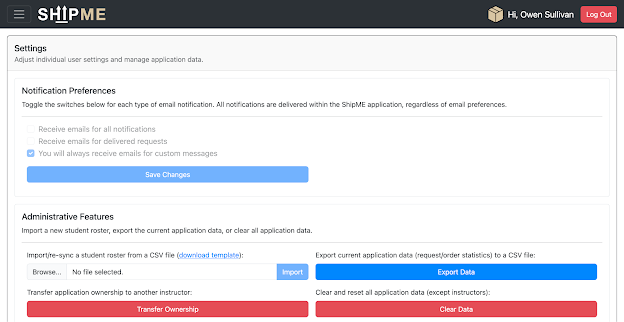 SHIPME
Hi, Owen Sullivan
Log Out
Settings
Adjust individual user settings and manage application data.
Notification Preferences
Toggle the switches below for each type of email notification. All notifications are delivered within the ShipME application, regardless of email preferences.
Receive emails for all notifications
Receive emails for delivered requests
You will always receive emails for custom messages
Save Changes
Administrative Features
Import a new student roster, export the current application data, or clear all application data.
Import/re-sync a student roster from a CSV file (download template):
Browse... No file selected. Import
Export current application data (request/order statistics) to a CSV file:
Export Data
Transfer application ownership to another instructor:
Transfer Ownership
Clear and reset all application data (except instructors):
Clear Data